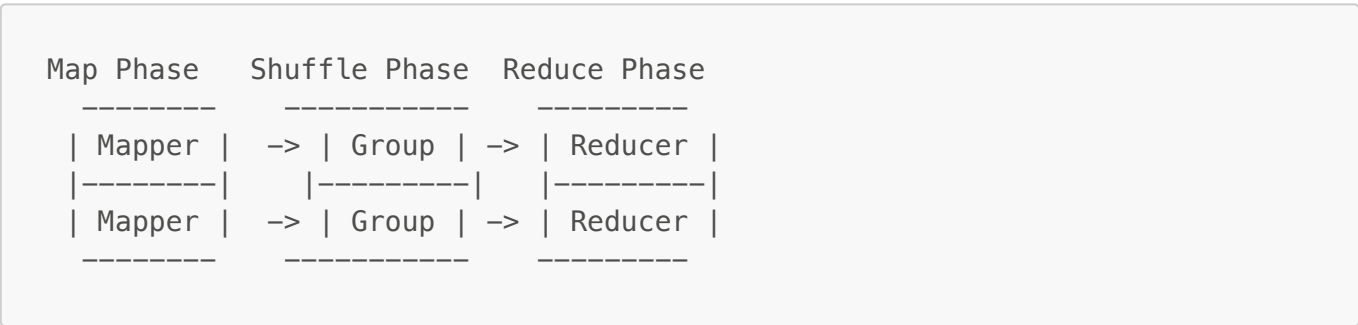 Map Phase   Shuffle Phase  Reduce Phase
  --------    -----------    ---------
 | Mapper |  -> | Group | -> | Reducer |
 |--------|    |---------|   |---------|
 | Mapper |  -> | Group | -> | Reducer |
  --------    -----------    ---------